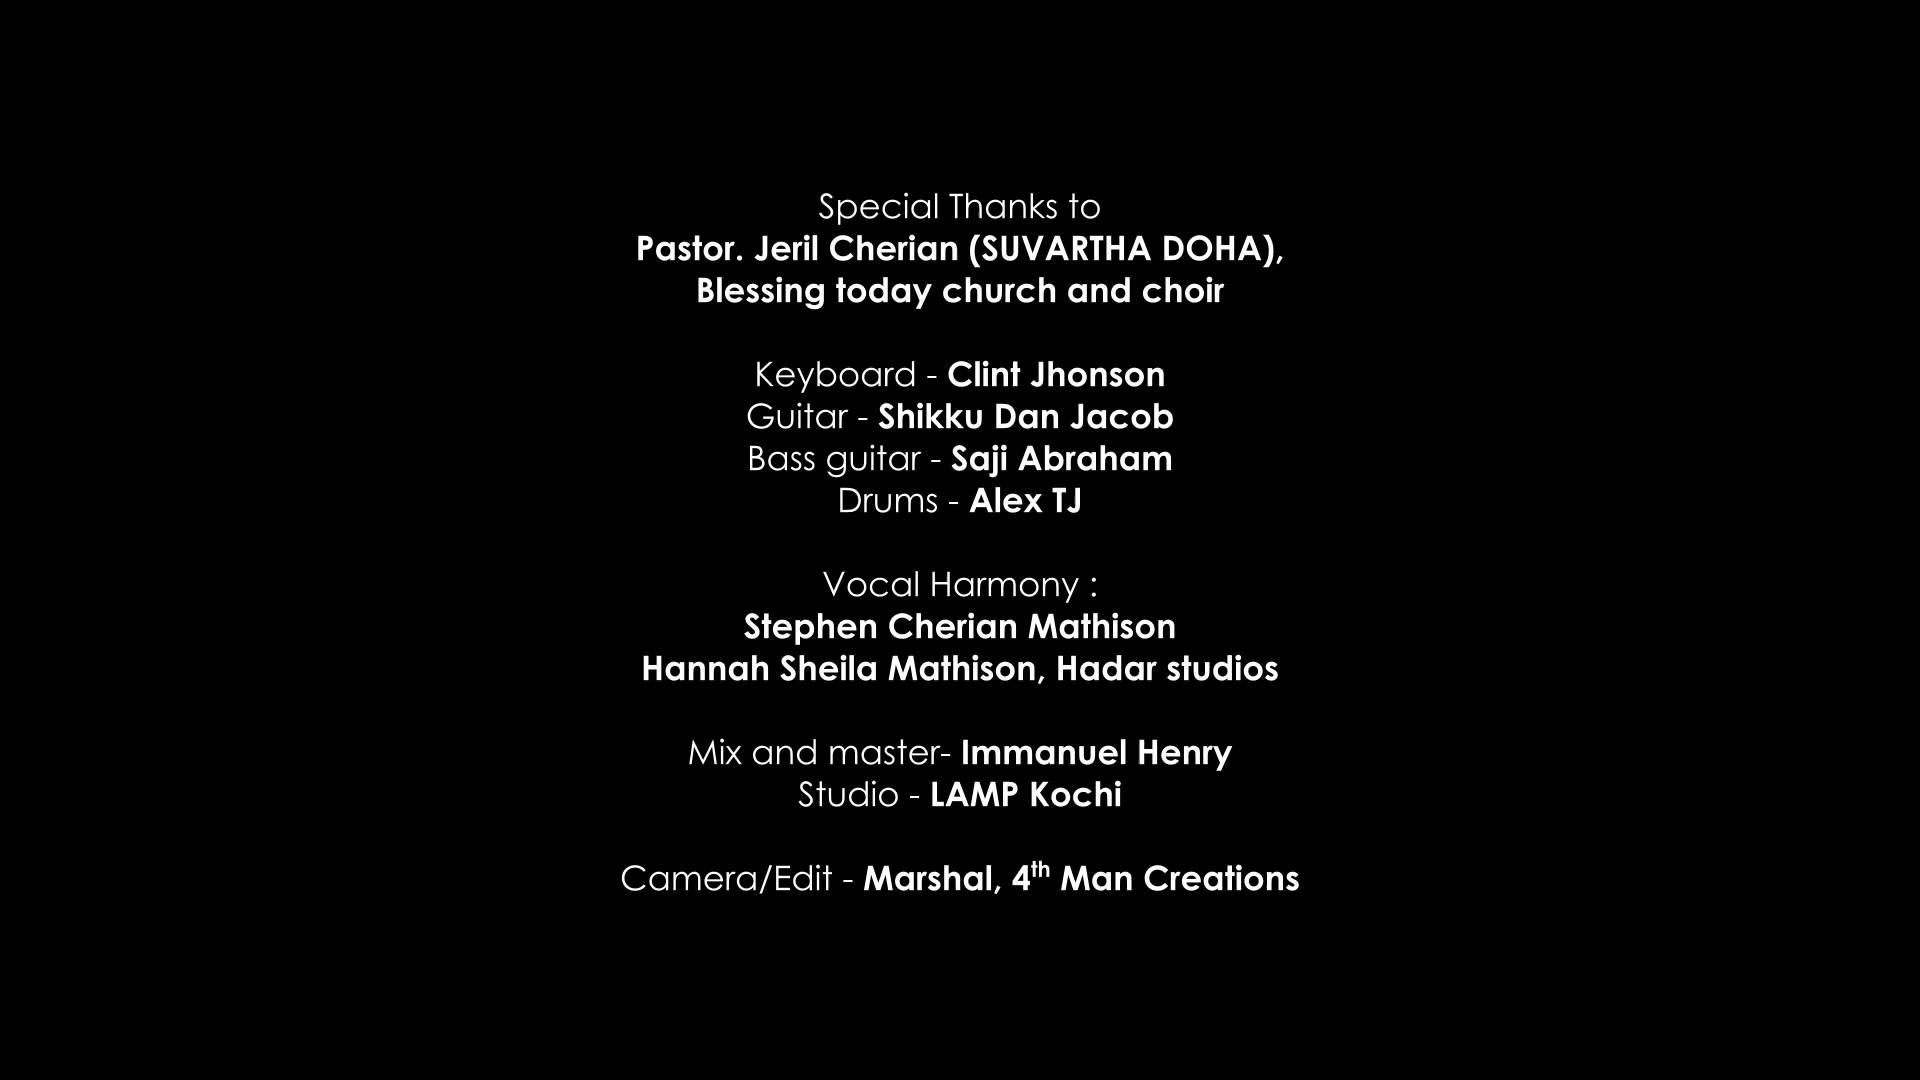 Special Thanks to
Pastor. Jeril Cherian (SUVARTHA DOHA),
Blessing today church and choir
Keyboard - Clint Jhonson
Guitar - Shikku Dan Jacob
Bass guitar - Saji Abraham
Drums - Alex TJ
Vocal Harmony :
Stephen Cherian Mathison
Hannah Sheila Mathison, Hadar studios
Mix and master- Immanuel Henry
Studio - LAMP Kochi
Camera/Edit - Marshal, 4th Man Creations